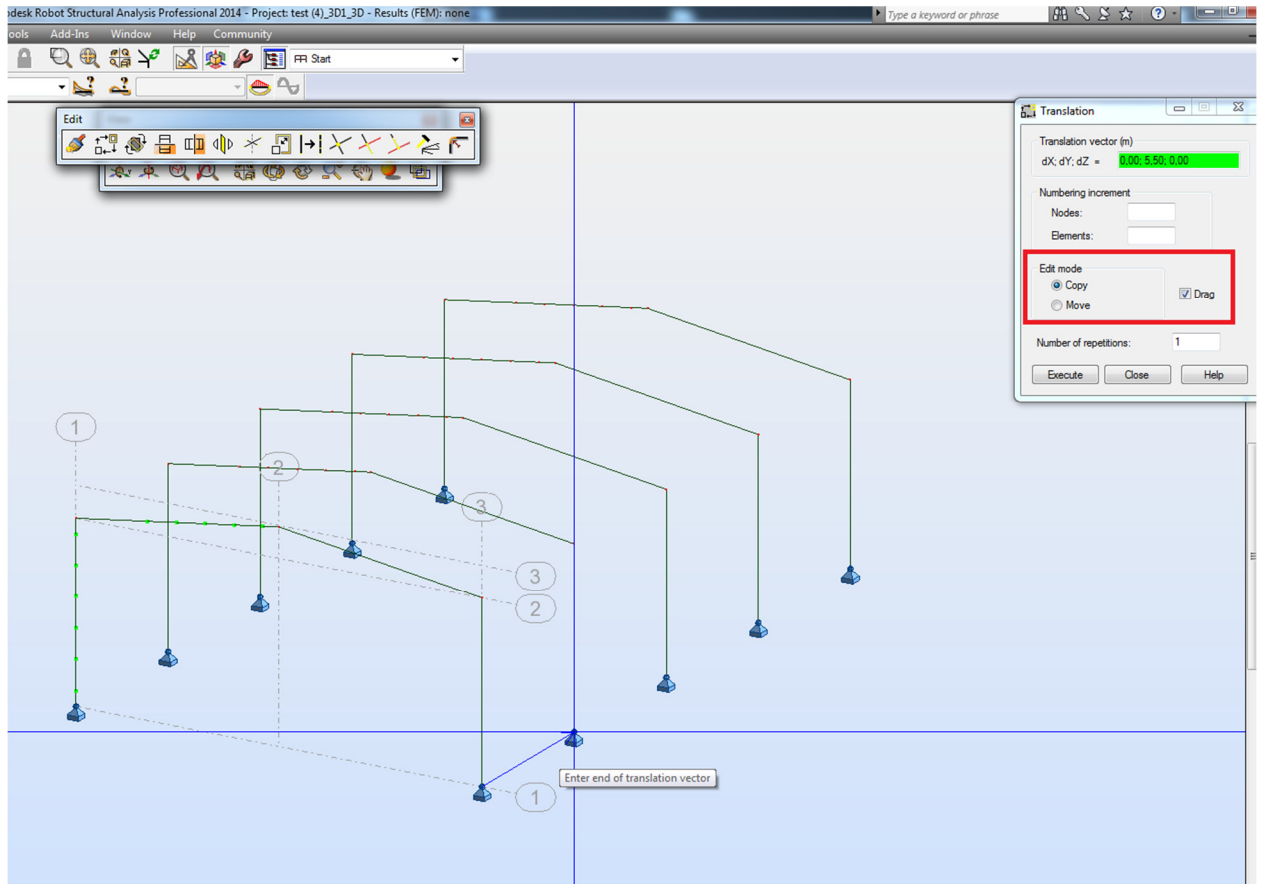 odesk Robot Structural Analysis Professional 2014 - Project: test (4)_3D1_3D - Results (FEM): none
Type a keyword or phrase
ools Add-Ins Window Help Community
Start
Edit
Translation
Translation vector (m)
dX; dY; dZ = 0,00; 5,50; 0,00
Numbering increment
Nodes:
Elements:
Edit mode
Copy
Drag
Move
Number of repetitions: 1
Execute Close Help
1
2
3
3
2
Enter end of translation vector
1